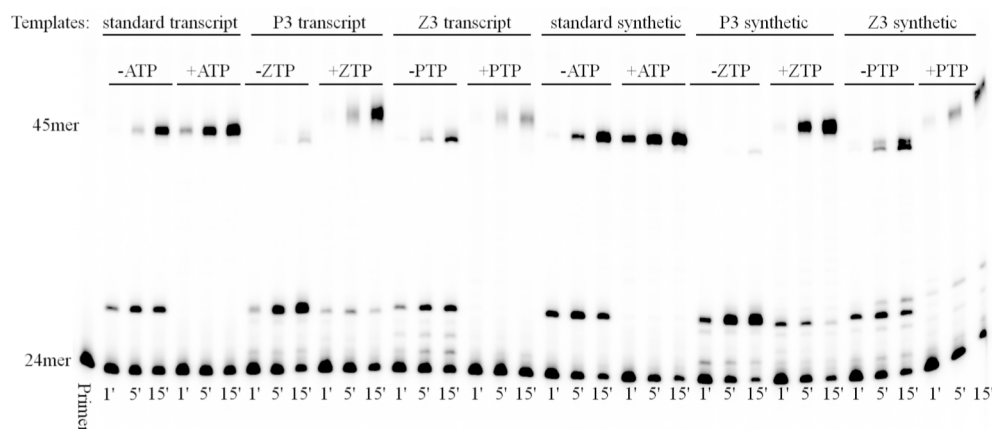 Templates: standard transcript P3 transcript Z3 transcript standard synthetic P3 synthetic Z3 synthetic
-ATP +ATP -ZTP +ZTP -PTP +PTP -ATP +ATP -ZTP +ZTP -PTP +PTP
45mer
24mer
Primer 1' 5' 15' 1' 5' 15' 1' 5' 15' 1' 5' 15' 1' 5' 15' 1' 5' 15' 1' 5' 15' 1' 5' 15' 1' 5' 15' 1' 5' 15' 1' 5' 15' 1' 5' 15'